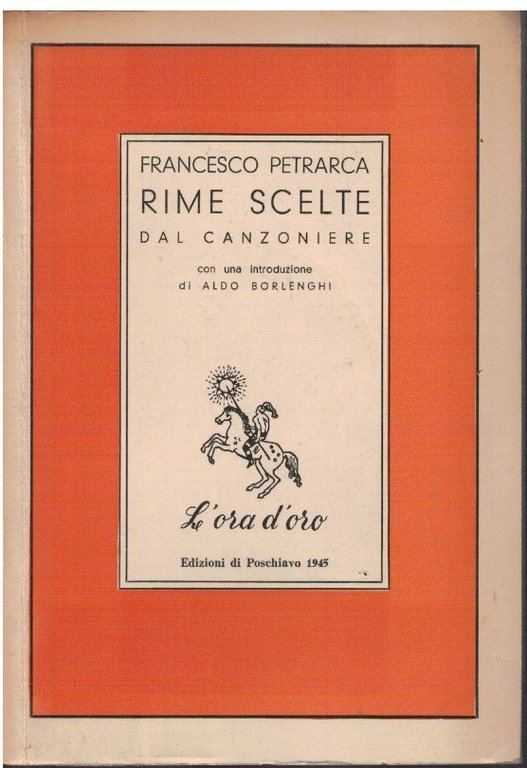 FRANCESCO PETRARCA
RIME SCELTE
DAL CANZONIERE
con una introduzione
di ALDO BORLENGHI
L'ora d'oro
Edizioni di Poschiavo 1945